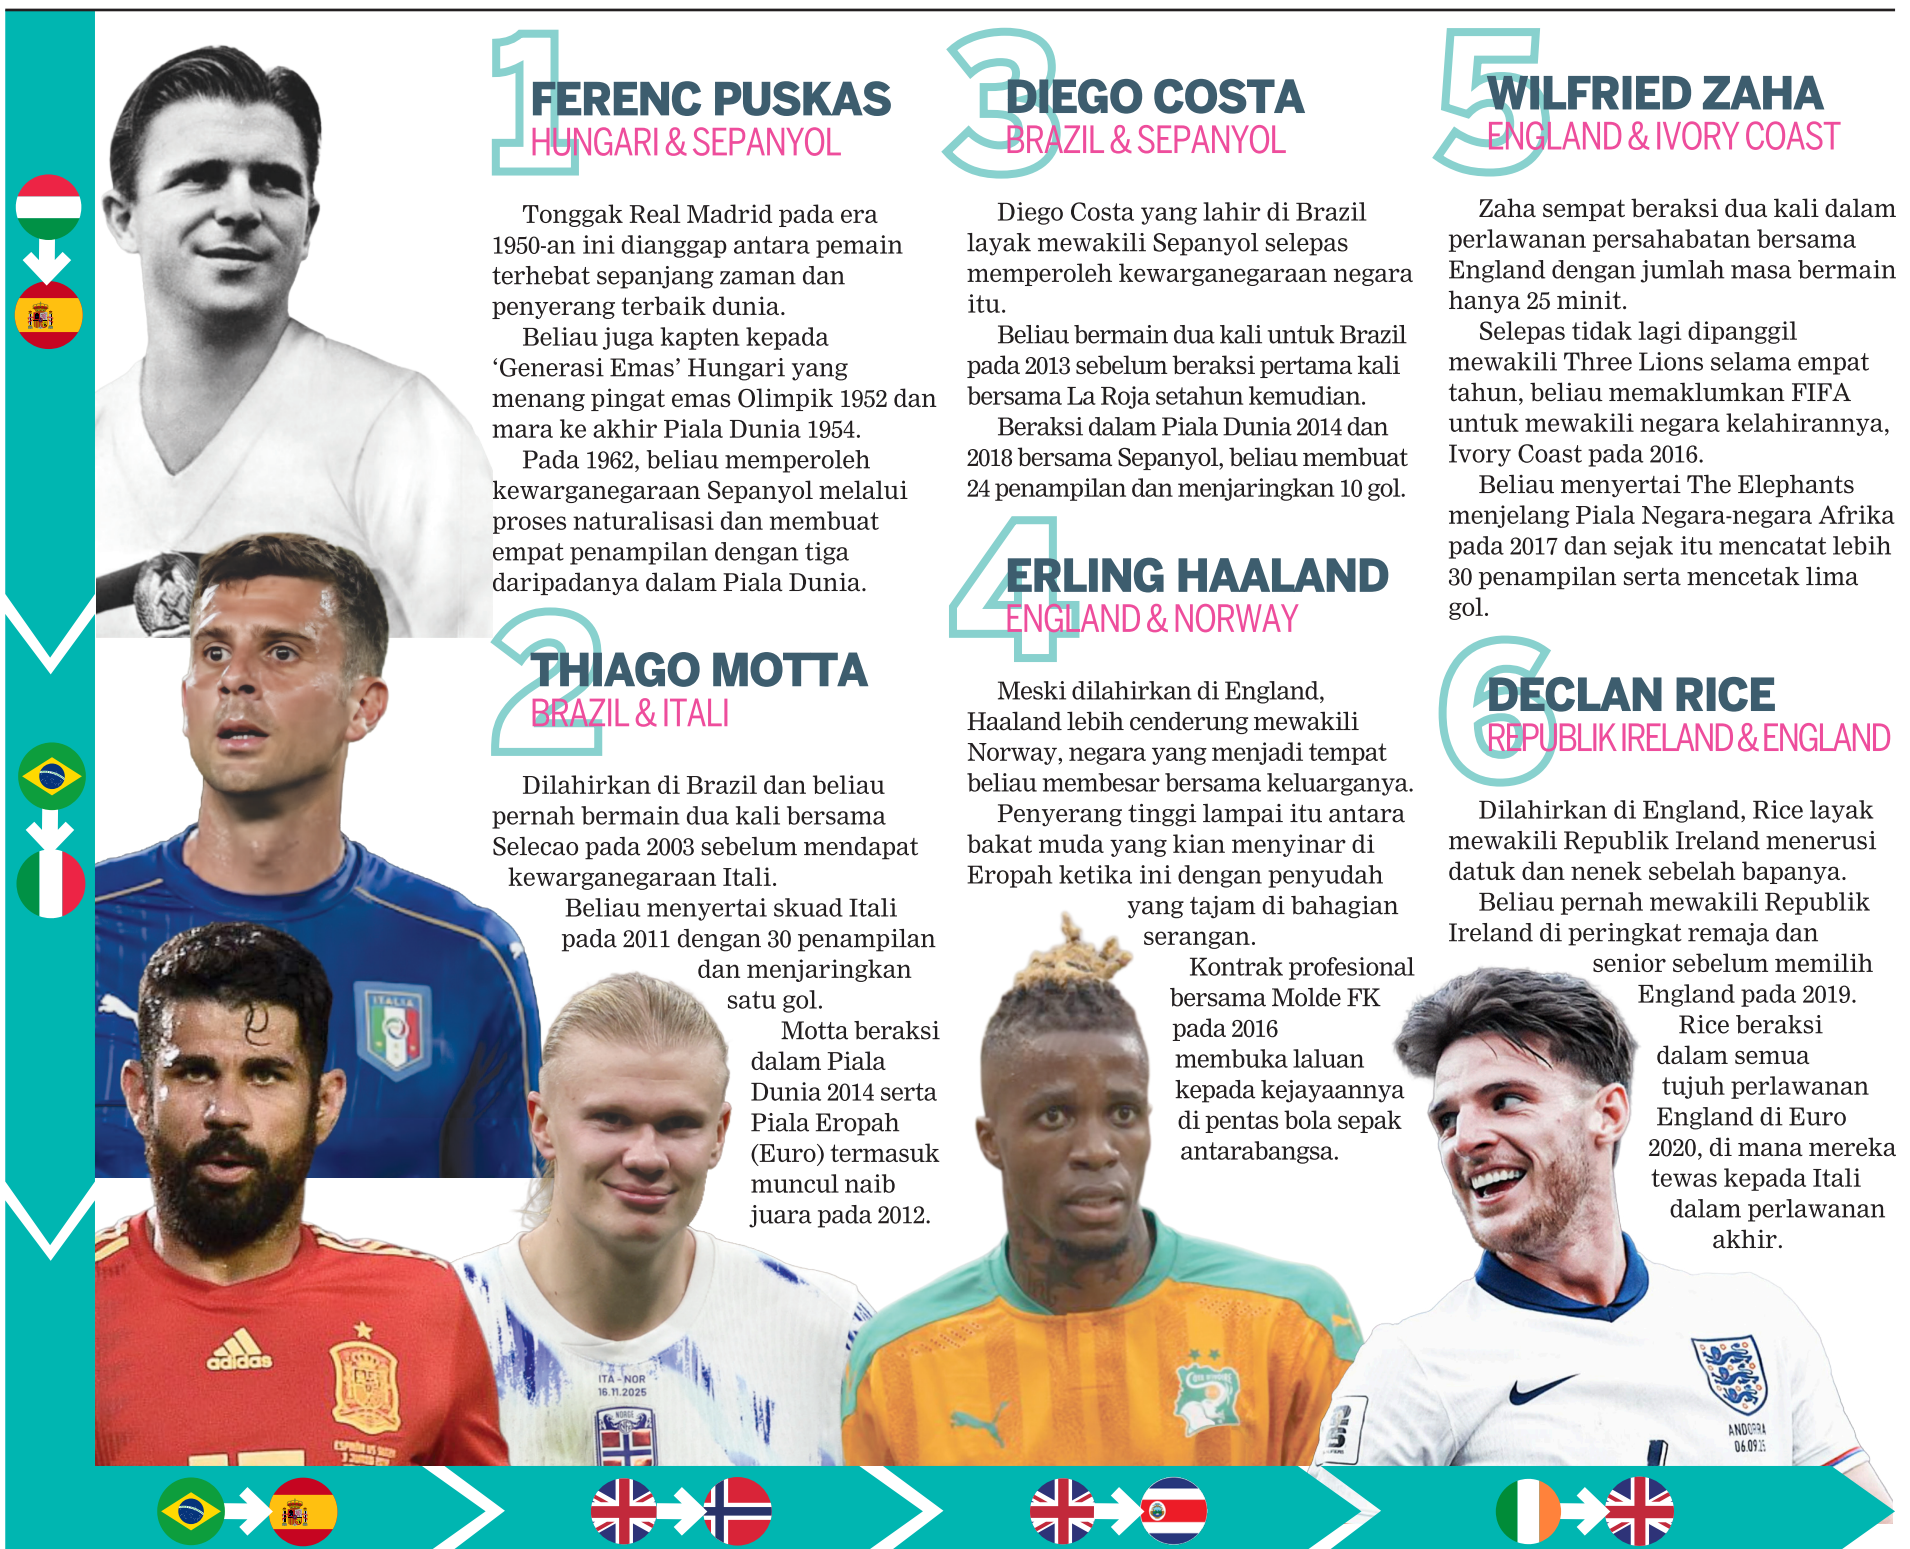 1
FERENC PUSKAS
HUNGARI & SEPANYOL
Tonggak Real Madrid pada era
1950-an ini dianggap antara pemain
terhebat sepanjang zaman dan
penyerang terbaik dunia.
Beliau juga kapten kepada
‘Generasi Emas’ Hungari yang
menang pingat emas Olimpik 1952 dan
mara ke akhir Piala Dunia 1954.
Pada 1962, beliau memperoleh
kewarganegaraan Sepanyol melalui
proses naturalisasi dan membuat
empat penampilan dengan tiga
daripadanya dalam Piala Dunia.
2
THIAGO MOTTA
BRAZIL & ITALI
Dilahirkan di Brazil dan beliau
pernah bermain dua kali bersama
Selecao pada 2003 sebelum mendapat
kewarganegaraan Itali.
Beliau menyertai skuad Itali
pada 2011 dengan 30 penampilan
dan menjaringkan
satu gol.
Motta beraksi
dalam Piala
Dunia 2014 serta
Piala Eropah
(Euro) termasuk
muncul naib
juara pada 2012.
3
DIEGO COSTA
BRAZIL & SEPANYOL
Diego Costa yang lahir di Brazil
layak mewakili Sepanyol selepas
memperoleh kewarganegaraan negara
itu.
Beliau bermain dua kali untuk Brazil
pada 2013 sebelum beraksi pertama kali
bersama La Roja setahun kemudian.
Beraksi dalam Piala Dunia 2014 dan
2018 bersama Sepanyol, beliau membuat
24 penampilan dan menjaringkan 10 gol.
4
ERLING HAALAND
ENGLAND & NORWAY
Meski dilahirkan di England,
Haaland lebih cenderung mewakili
Norway, negara yang menjadi tempat
beliau membesar bersama keluarganya.
Penyerang tinggi lampai itu antara
bakat muda yang kian menyinar di
Eropah ketika ini dengan penyudah
yang tajam di bahagian
serangan.
Kontrak profesional
bersama Molde FK
pada 2016
membuka laluan
kepada kejayaannya
di pentas bola sepak
antarabangsa.
5
WILFRIED ZAHA
ENGLAND & IVORY COAST
Zaha sempat beraksi dua kali dalam
perlawanan persahabatan bersama
England dengan jumlah masa bermain
hanya 25 minit.
Selepas tidak lagi dipanggil
mewakili Three Lions selama empat
tahun, beliau memaklumkan FIFA
untuk mewakili negara kelahirannya,
Ivory Coast pada 2016.
Beliau menyertai The Elephants
menjelang Piala Negara-negara Afrika
pada 2017 dan sejak itu mencatat lebih
30 penampilan serta mencetak lima
gol.
6
DECLAN RICE
REPUBLIK IRELAND & ENGLAND
Dilahirkan di England, Rice layak
mewakili Republik Ireland menerusi
datuk dan nenek sebelah bapanya.
Beliau pernah mewakili Republik
Ireland di peringkat remaja dan
senior sebelum memilih
England pada 2019.
Rice beraksi
dalam semua
tujuh perlawanan
England di Euro
2020, di mana mereka
tewas kepada Itali
dalam perlawanan
akhir.
ITALIA
adidas
ITA - NOR
16.11.2025
NORGE
ANDORRA
06.09.25